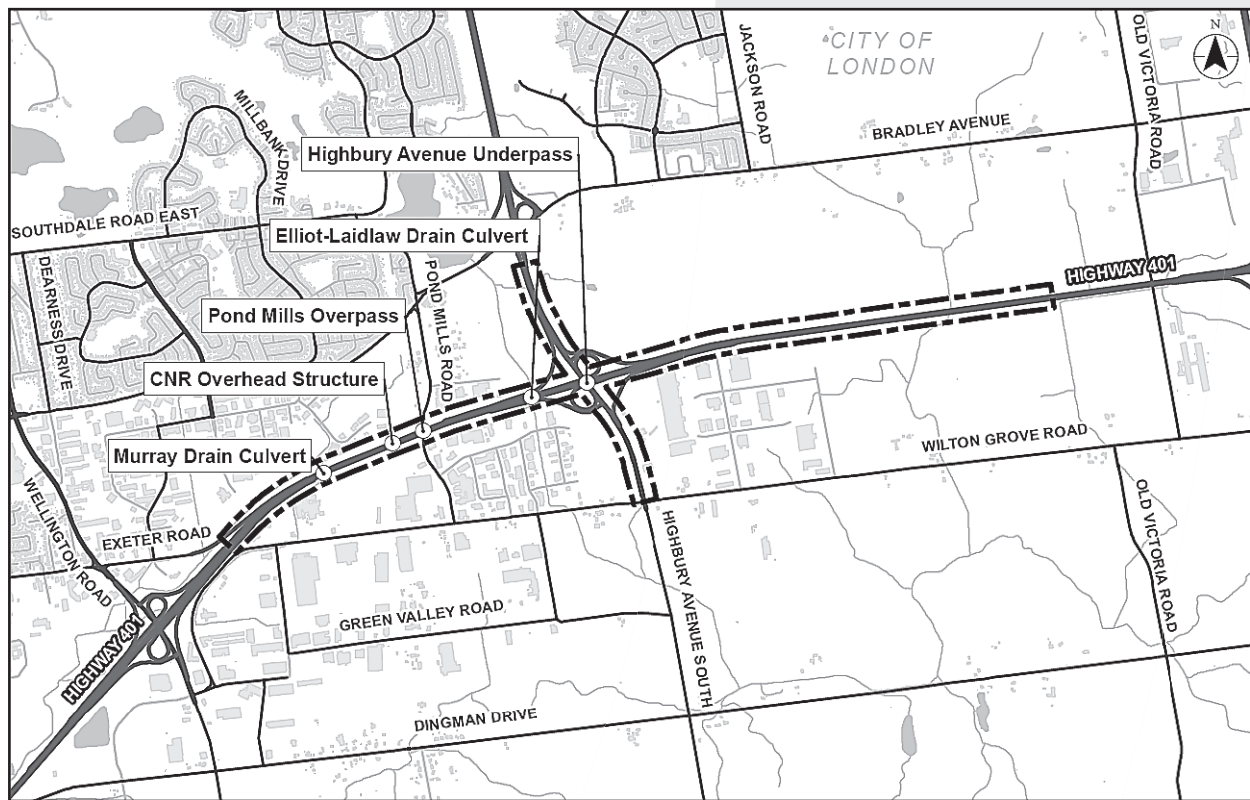 N
CITY OF
LONDON
JACKSON ROAD
OLD VICTORIA ROAD
BRADLEY AVENUE
MILLBANK DRIVE
Highbury Avenue Underpass
SOUTHDALE ROAD EAST
Elliot-Laidlaw Drain Culvert
DEARNESS DRIVE
POND MILLS ROAD
HIGHWAY 401
Pond Mills Overpass
CNR Overhead Structure
Murray Drain Culvert
WILTON GROVE ROAD
WELLINGTON ROAD
EXETER ROAD
OLD VICTORIA ROAD
HIGHBURY AVENUE SOUTH
GREEN VALLEY ROAD
HIGHWAY 401
DINGMAN DRIVE